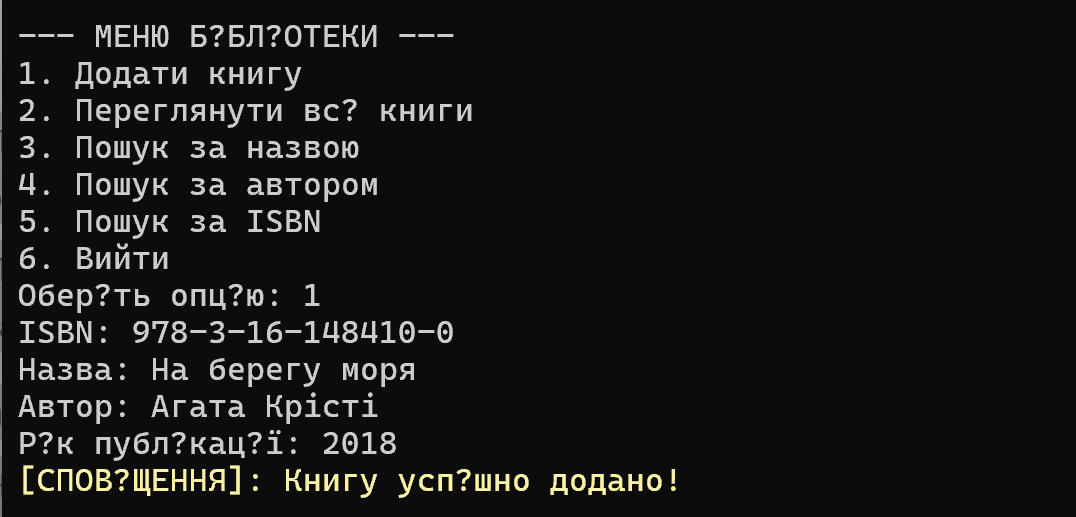 --- МЕНЮ Б?БЛ?ОТЕКИ ---
1. Додати книгу
2. Переглянути вс? книги
3. Пошук за назвою
4. Пошук за автором
5. Пошук за ISBN
6. Вийти
Обер?ть опц?ю: 1
ISBN: 978-3-16-148410-0
Назва: На берегу моря
Автор: Агата Крісті
Р?к публ?кац?ї: 2018
[СПОВ?ЩЕННЯ]: Книгу усп?шно додано!